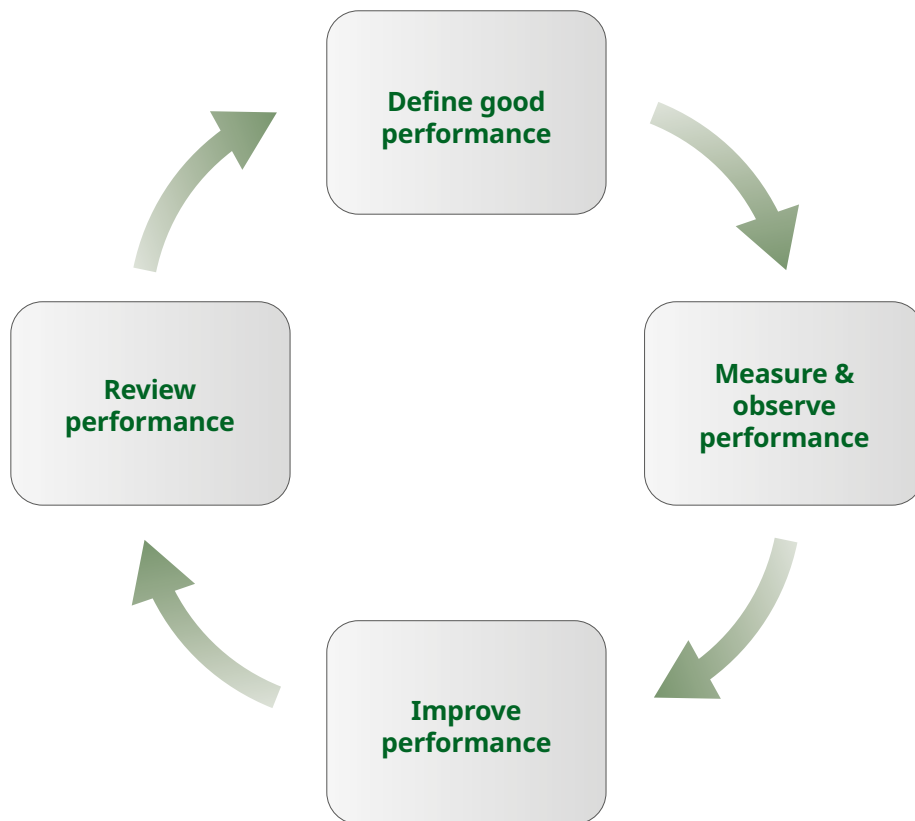 Define good
performance
Measure &
observe
performance
Improve
performance
Review
performance